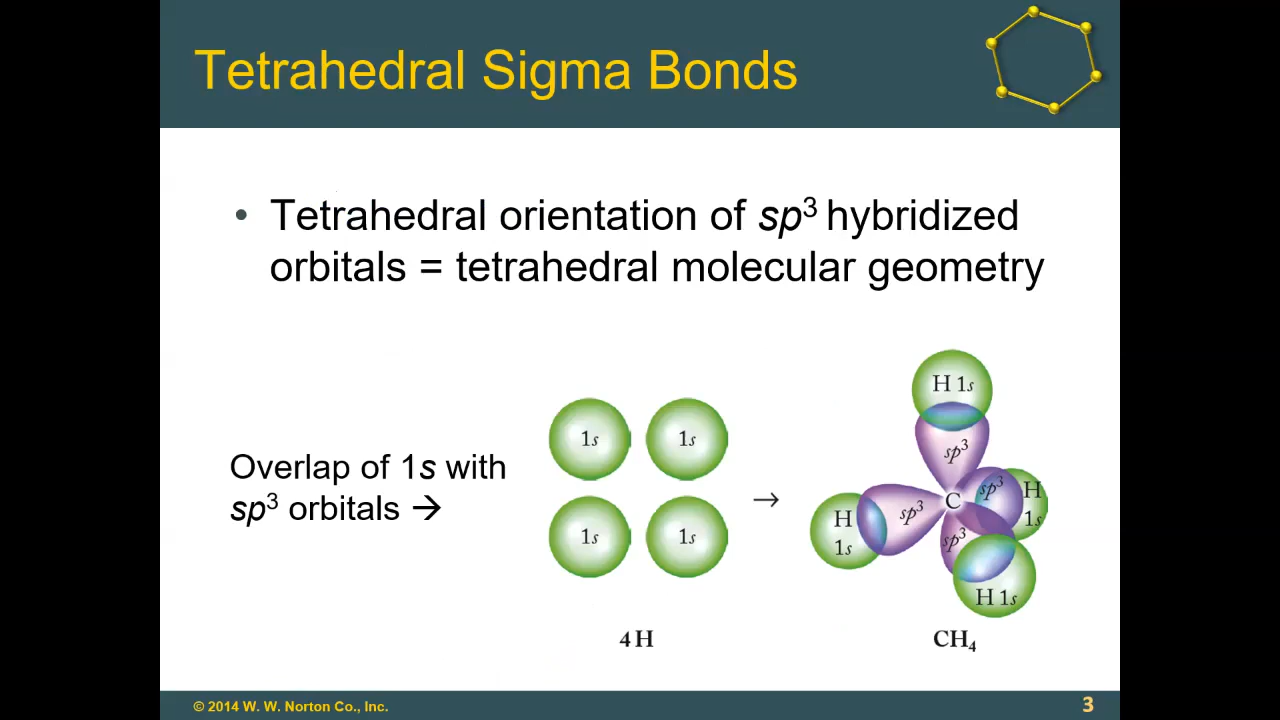 Tetrahedral Sigma Bonds
• Tetrahedral orientation of sp³ hybridized
orbitals = tetrahedral molecular geometry
Overlap of 1s with
sp³ orbitals →
1s 1s
1s 1s
→
4 H
H 1s
sp³
sp³
H
1s
C
sp³
H
1s
sp³
H 1s
CH₄
© 2014 W. W. Norton Co., Inc.
3